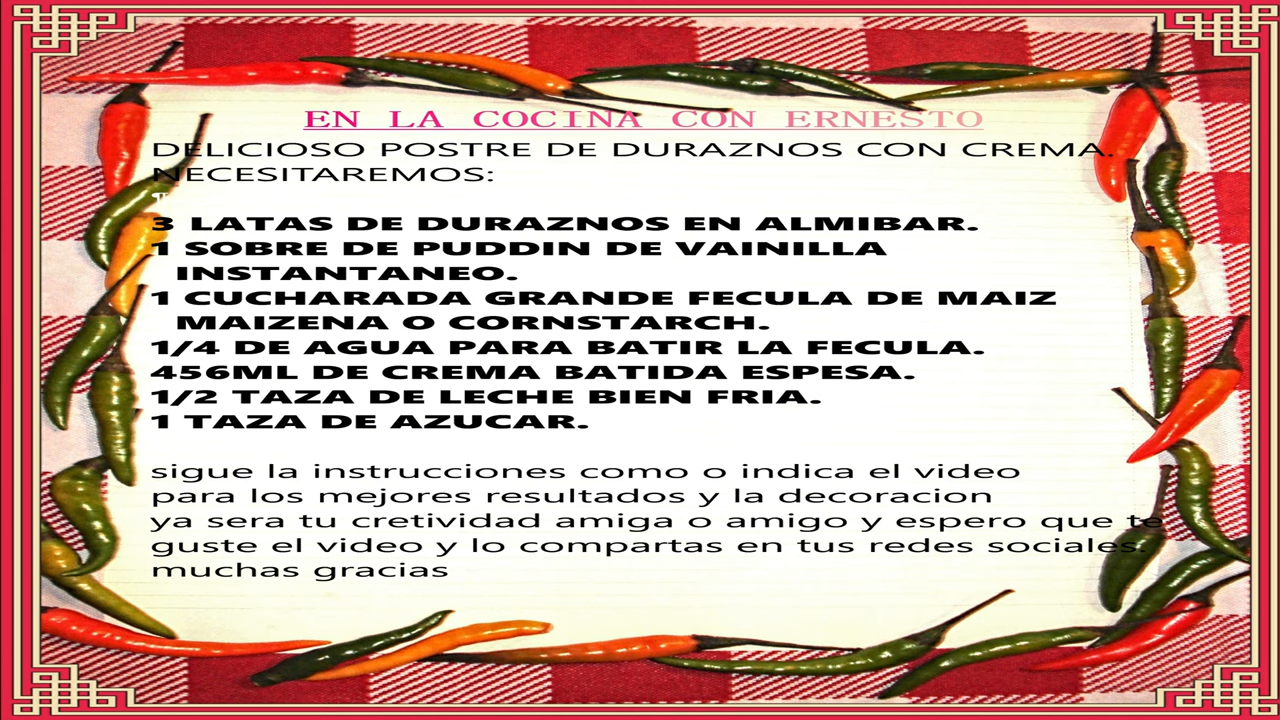 EN LA COCINA CON ERNESTO
DELICIOSO POSTRE DE DURAZNOS CON CREMA.
NECESITAREMOS:
3 LATAS DE DURAZNOS EN ALMIBAR.
1 SOBRE DE PUDDIN DE VAINILLA
INSTANTANEO.
1 CUCHARADA GRANDE FECULA DE MAIZ
MAIZENA O CORNSTARCH.
1/4 DE AGUA PARA BATIR LA FECULA.
456ML DE CREMA BATIDA ESPESA.
1/2 TAZA DE LECHE BIEN FRIA.
1 TAZA DE AZUCAR.
sigue la instrucciones como o indica el video
para los mejores resultados y la decoracion
ya sera tu cretividad amiga o amigo y espero que te
guste el video y lo compartas en tus redes sociales.
muchas gracias